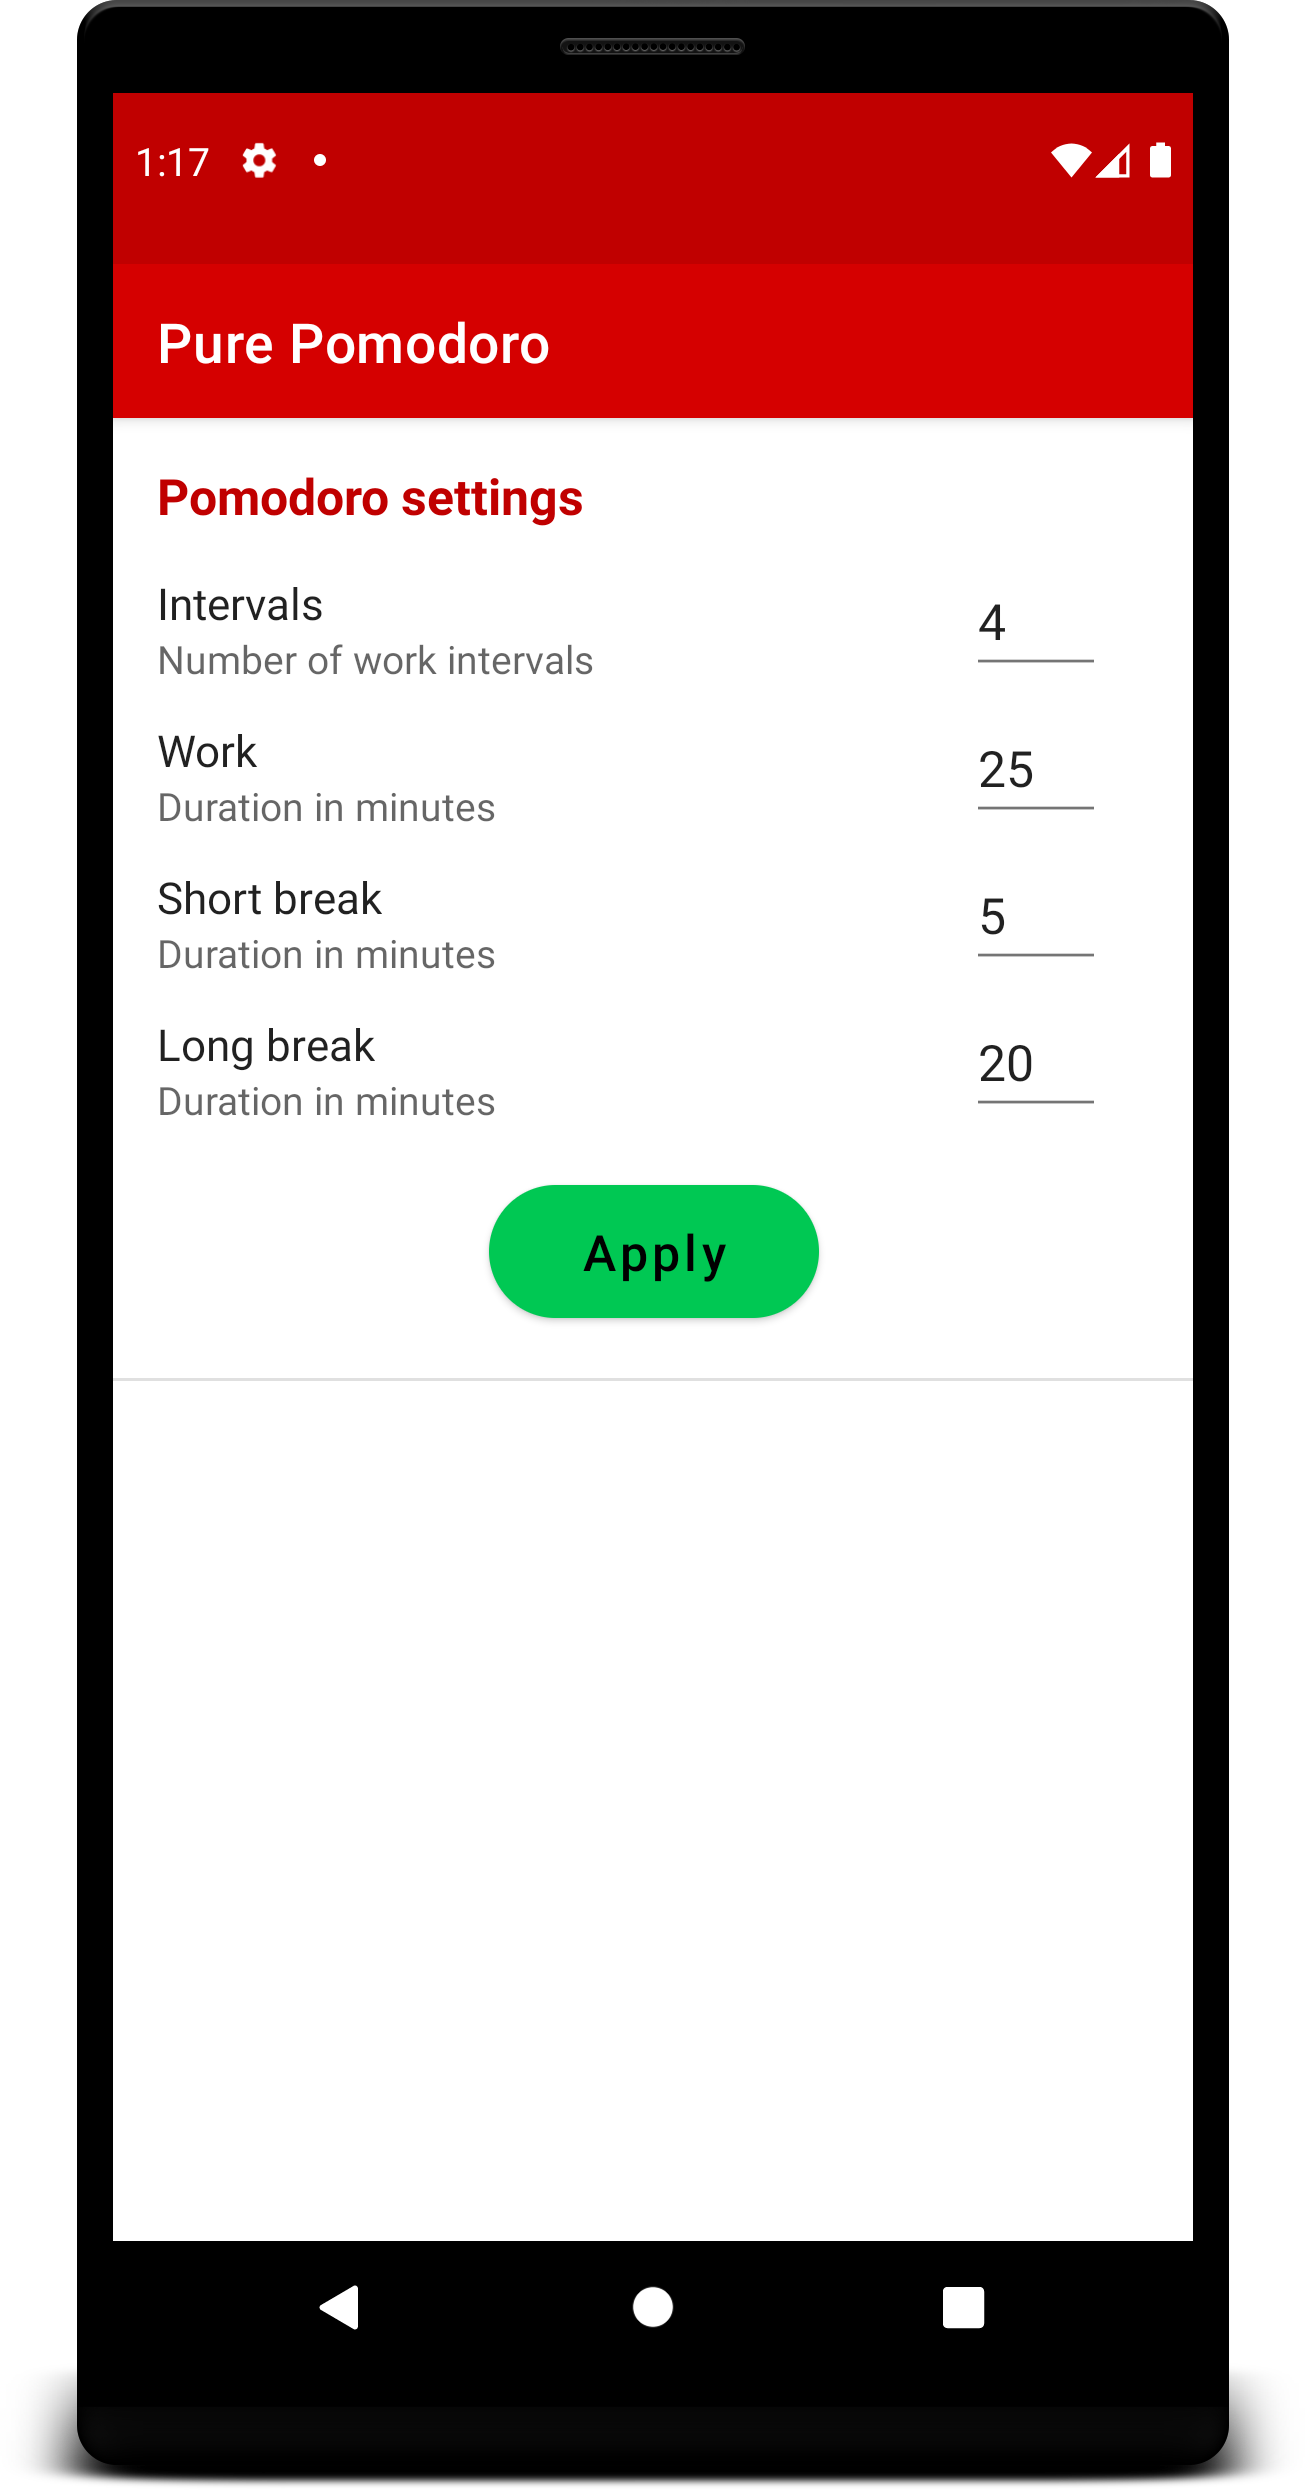 1:17
Pure Pomodoro
Pomodoro settings
Intervals
Number of work intervals
4
Work
Duration in minutes
25
Short break
Duration in minutes
5
Long break
Duration in minutes
20
Apply